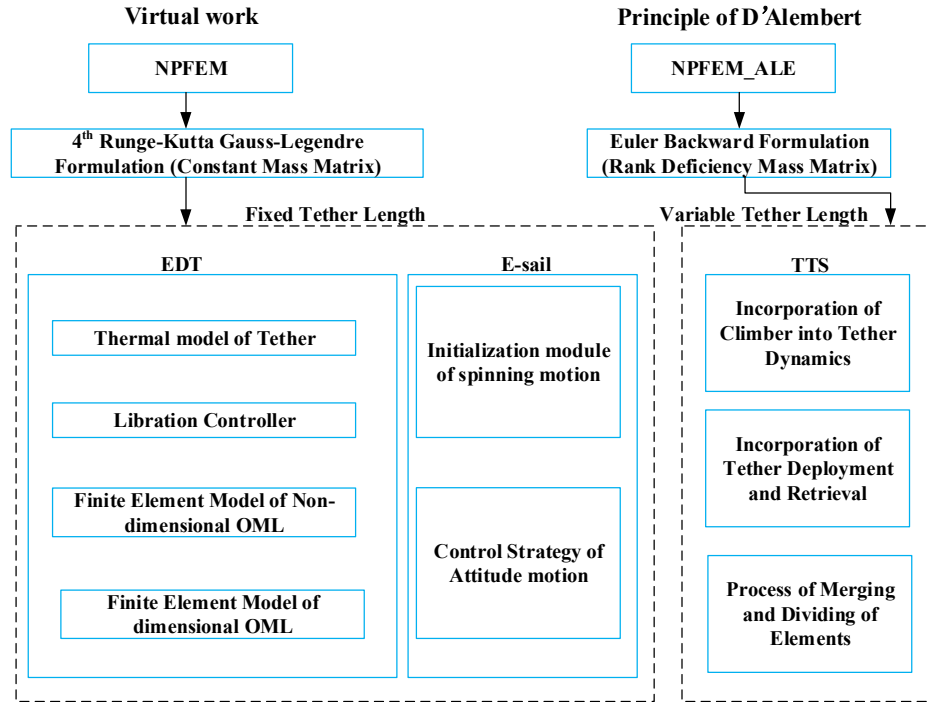 Virtual work
Principle of D'Alembert
NPFEM
NPFEM_ALE
4th Runge-Kutta Gauss-Legendre
Formulation (Constant Mass Matrix)
Euler Backward Formulation
(Rank Deficiency Mass Matrix)
Fixed Tether Length
Variable Tether Length
EDT
Thermal model of Tether
Libration Controller
Finite Element Model of Non-
dimensional OML
Finite Element Model of
dimensional OML
E-sail
Initialization module
of spinning motion
Control Strategy of
Attitude motion
TTS
Incorporation of
Climber into Tether
Dynamics
Incorporation of
Tether Deployment
and Retrieval
Process of Merging
and Dividing of
Elements